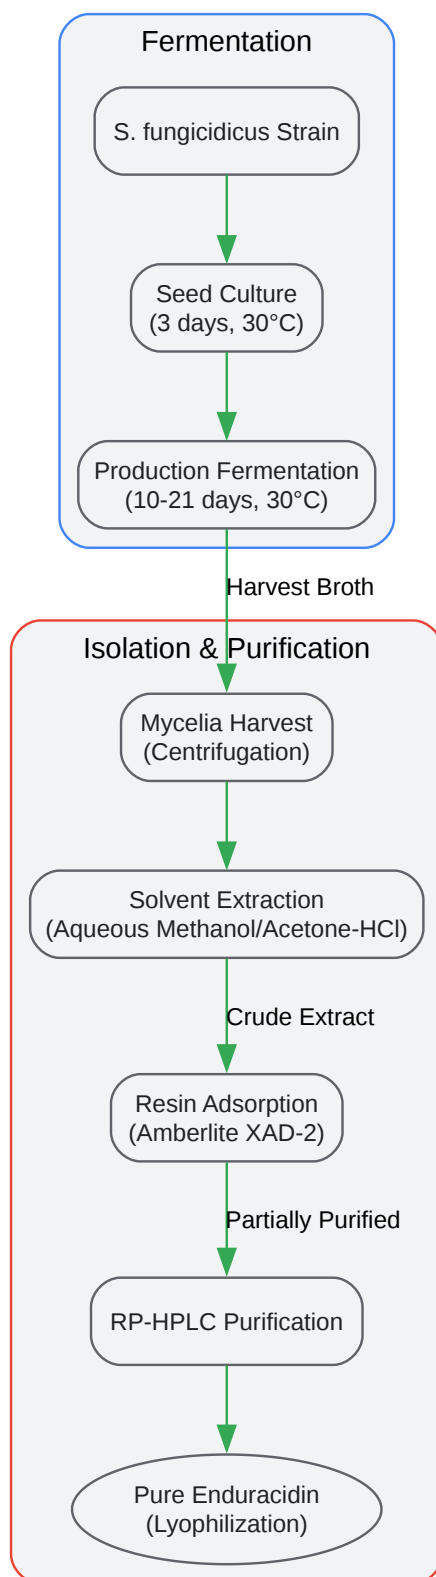 Fermentation
S. fungicidicus Strain
Seed Culture
(3 days, 30°C)
Production Fermentation
(10-21 days, 30°C)
Harvest Broth
Isolation & Purification
Mycelia Harvest
(Centrifugation)
Solvent Extraction
(Aqueous Methanol/Acetone-HCl)
Crude Extract
Resin Adsorption
(Amberlite XAD-2)
Partially Purified
RP-HPLC Purification
Pure Enduracidin
(Lyophilization)